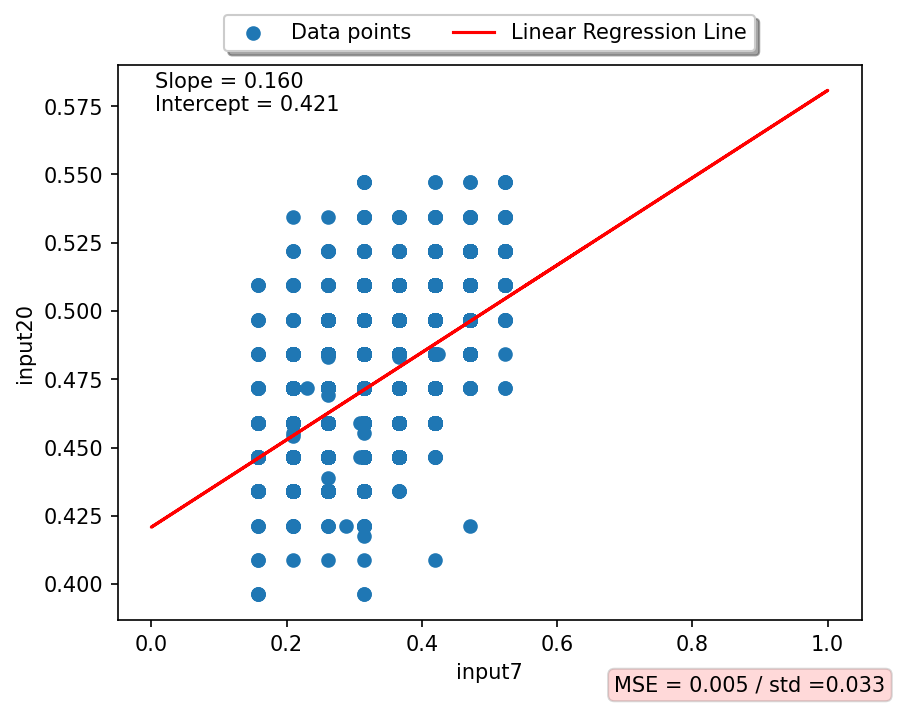 Data points
Linear Regression Line
Slope = 0.160
Intercept = 0.421
0.575
0.550
0.525
0.500
0.475
0.450
0.425
0.400
input20
0.0
0.2
0.4
0.6
0.8
1.0
input7
MSE = 0.005 / std =0.033